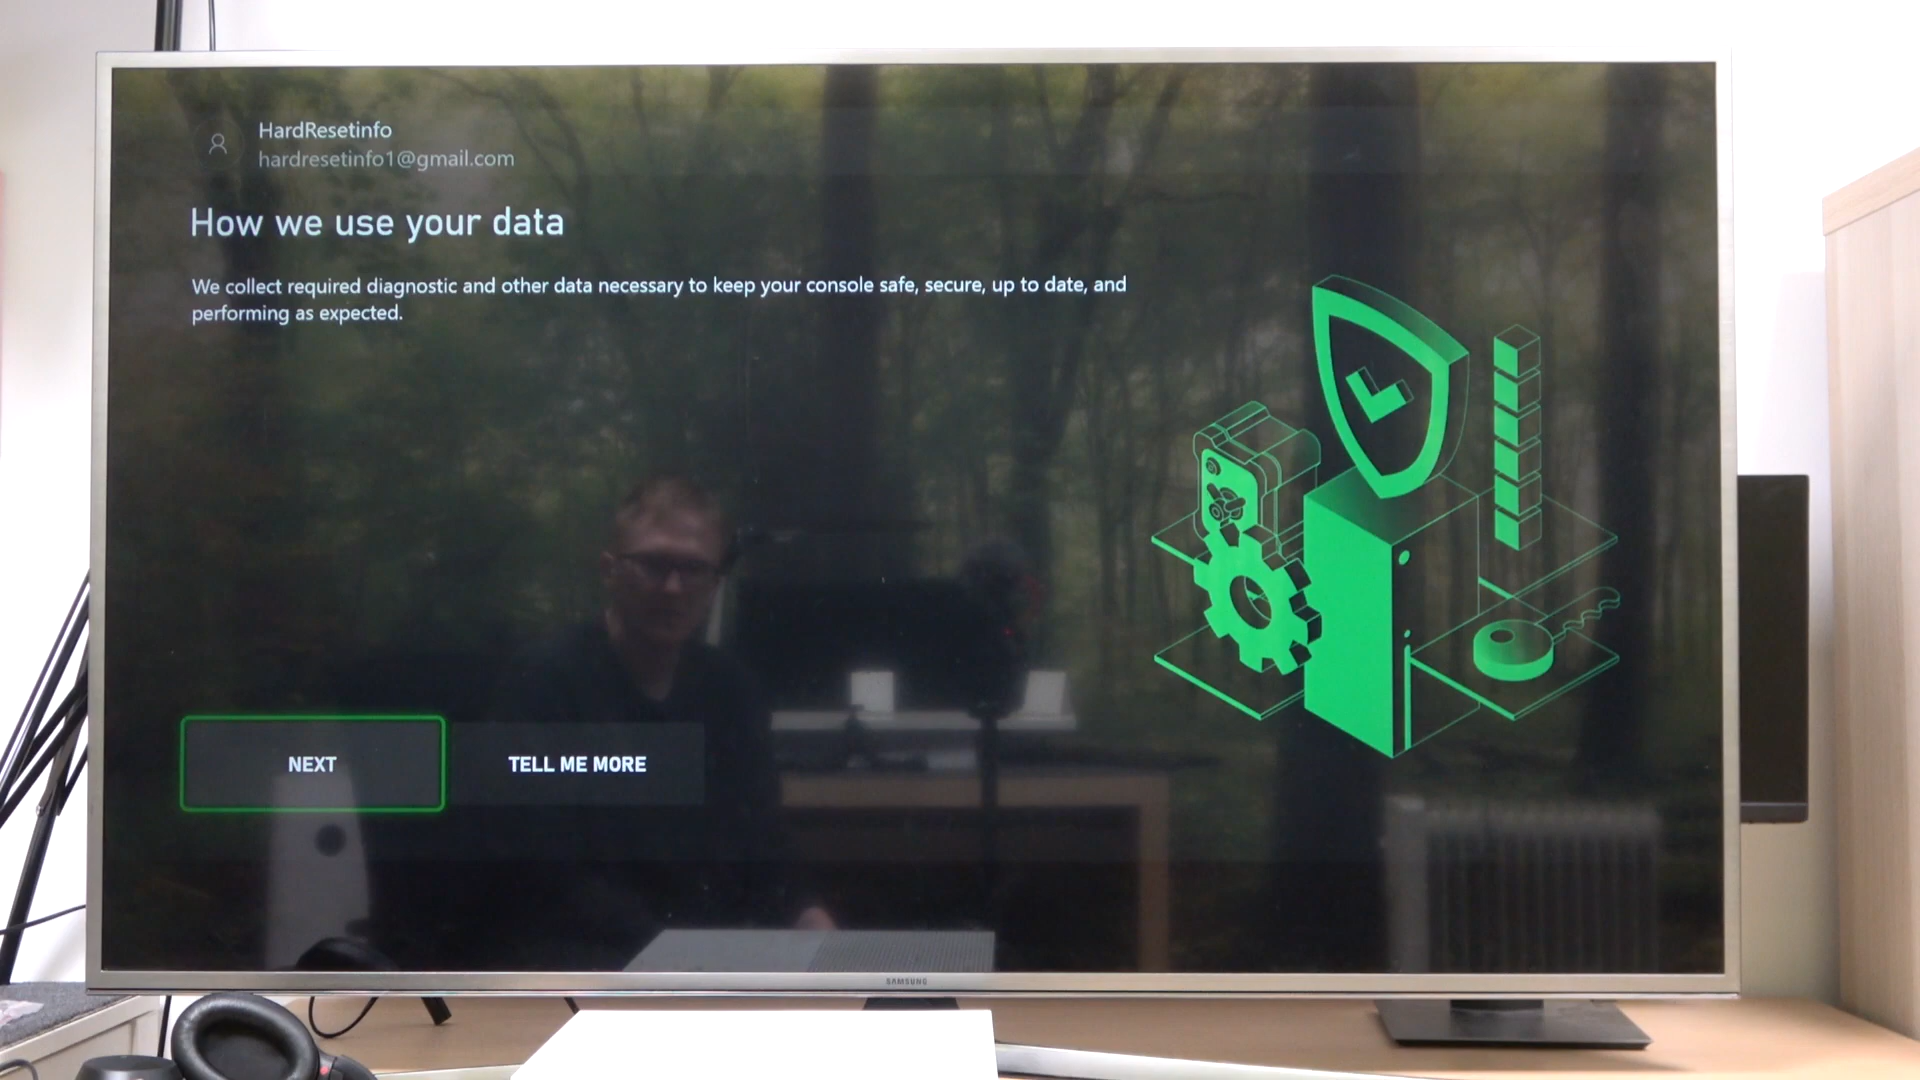 HardResetinfo
hardresetinfo1@gmail.com
How we use your data
We collect required diagnostic and other data necessary to keep your console safe, secure, up to date, and
performing as expected.
NEXT
TELL ME MORE
SAMSUNG